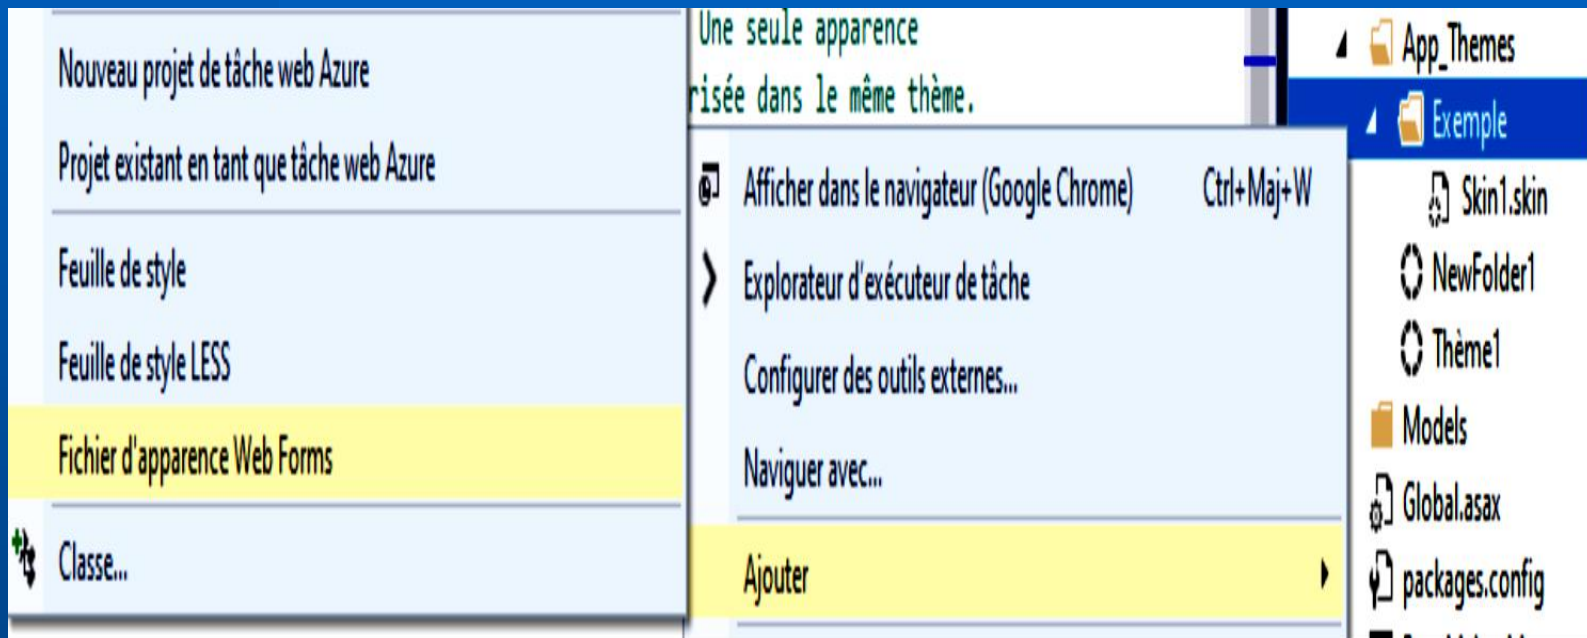 Nouveau projet de tâche web Azure
Projet existant en tant que tâche web Azure
Feuille de style
Feuille de style LESS
Fichier d'apparence Web Forms
Classe...
Une seule apparence
risée dans le même thème.
Afficher dans le navigateur (Google Chrome) Ctrl+Maj+W
Explorateur d'exécuteur de tâche
Configurer des outils externes...
Naviguer avec...
Ajouter
App_Themes
Exemple
Skin1.skin
NewFolder1
Thème1
Models
Global.asax
packages.config